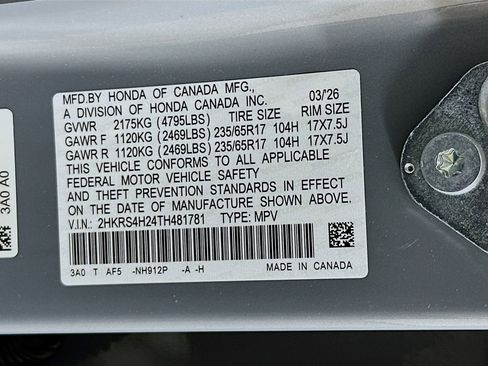 MFD.BY HONDA OF CANADA MFG.,
A DIVISION OF HONDA CANADA INC. 03/'26
GVWR 2175KG (4795LBS) TIRE SIZE RIM SIZE
GAWR F 1120KG (2469LBS) 235/65R17 104H 17X7.5J
GAWR R 1120KG (2469LBS) 235/65R17 104H 17X7.5J
THIS VEHICLE CONFORMS TO ALL APPLICABLE
FEDERAL MOTOR VEHICLE SAFETY
AND THEFT PREVENTION STANDARDS IN EFFECT
ON THE DATE OF MANUFACTURE SHOWN ABOVE.
V.I.N.: 2HKRS4H24TH481781 TYPE: MPV
3A0 T AF5 -NH912P -A -H
MADE IN CANADA
3A0 A0